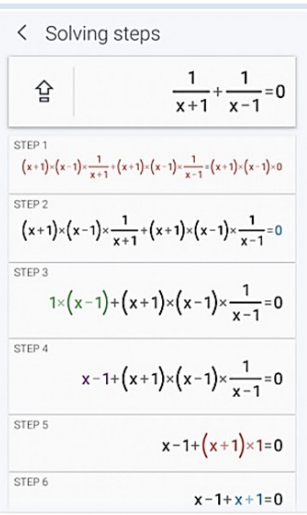 Solving steps
1/(x+1) + 1/(x-1) =0
STEP 1
(x+1)×(x-1)×1/(x+1)+(x+1)×(x-1)×1/(x-1)=(x+1)×(x-1)×0
STEP 2
(x+1)×(x-1)×1/(x+1)+(x+1)×(x-1)×1/(x-1)=0
STEP 3
1×(x-1)+(x+1)×(x-1)×1/(x-1)=0
STEP 4
x-1+(x+1)×(x-1)×1/(x-1)=0
STEP 5
x-1+(x+1)×1=0
STEP 6
x-1+x+1=0